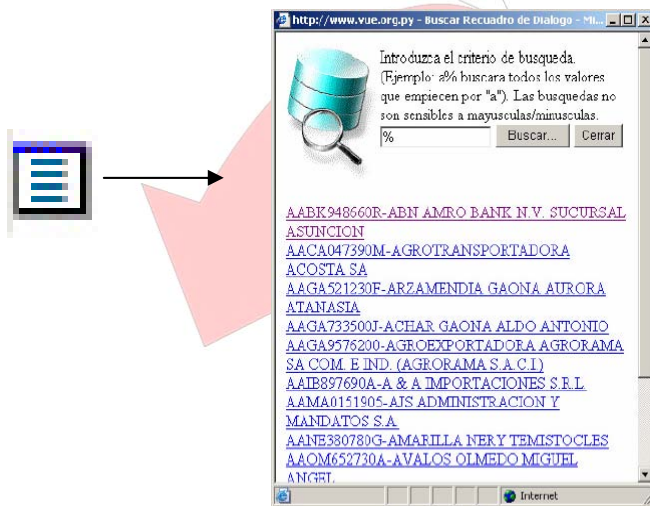 http://www.vue.org.py - Buscar Recuadro de Dialogo - Mi...
Introduzca el criterio de busqueda.
(Ejemplo: a% buscara todos los valores
que empiecen por "a"). Las busquedas no
son sensibles a mayusculas/minusculas.
% Buscar... Cerrar
AABK948660R-ABN AMRO BANK N.V. SUCURSAL
ASUNCION
AACA047390M-AGROTRANSPORTADORA
ACOSTA SA
AAGA521230F-ARZAMENDIA GAONA AURORA
ATANASIA
AAGA733500J-ACHAR GAONA ALDO ANTONIO
AAGA9576200-AGROEXPORTADORA AGRORAMA
SA COM. E IND. (AGRORAMA S.A.C.I)
AAIB897690A-A & A IMPORTACIONES S.R.L.
AAMA0151905-AJS ADMINISTRACION Y
MANDATOS S.A.
AANE380780G-AMARILLA NERY TEMISTOCLES
AAOM652730A-AVALOS OLMEDO MIGUEL
ANGEL
Internet